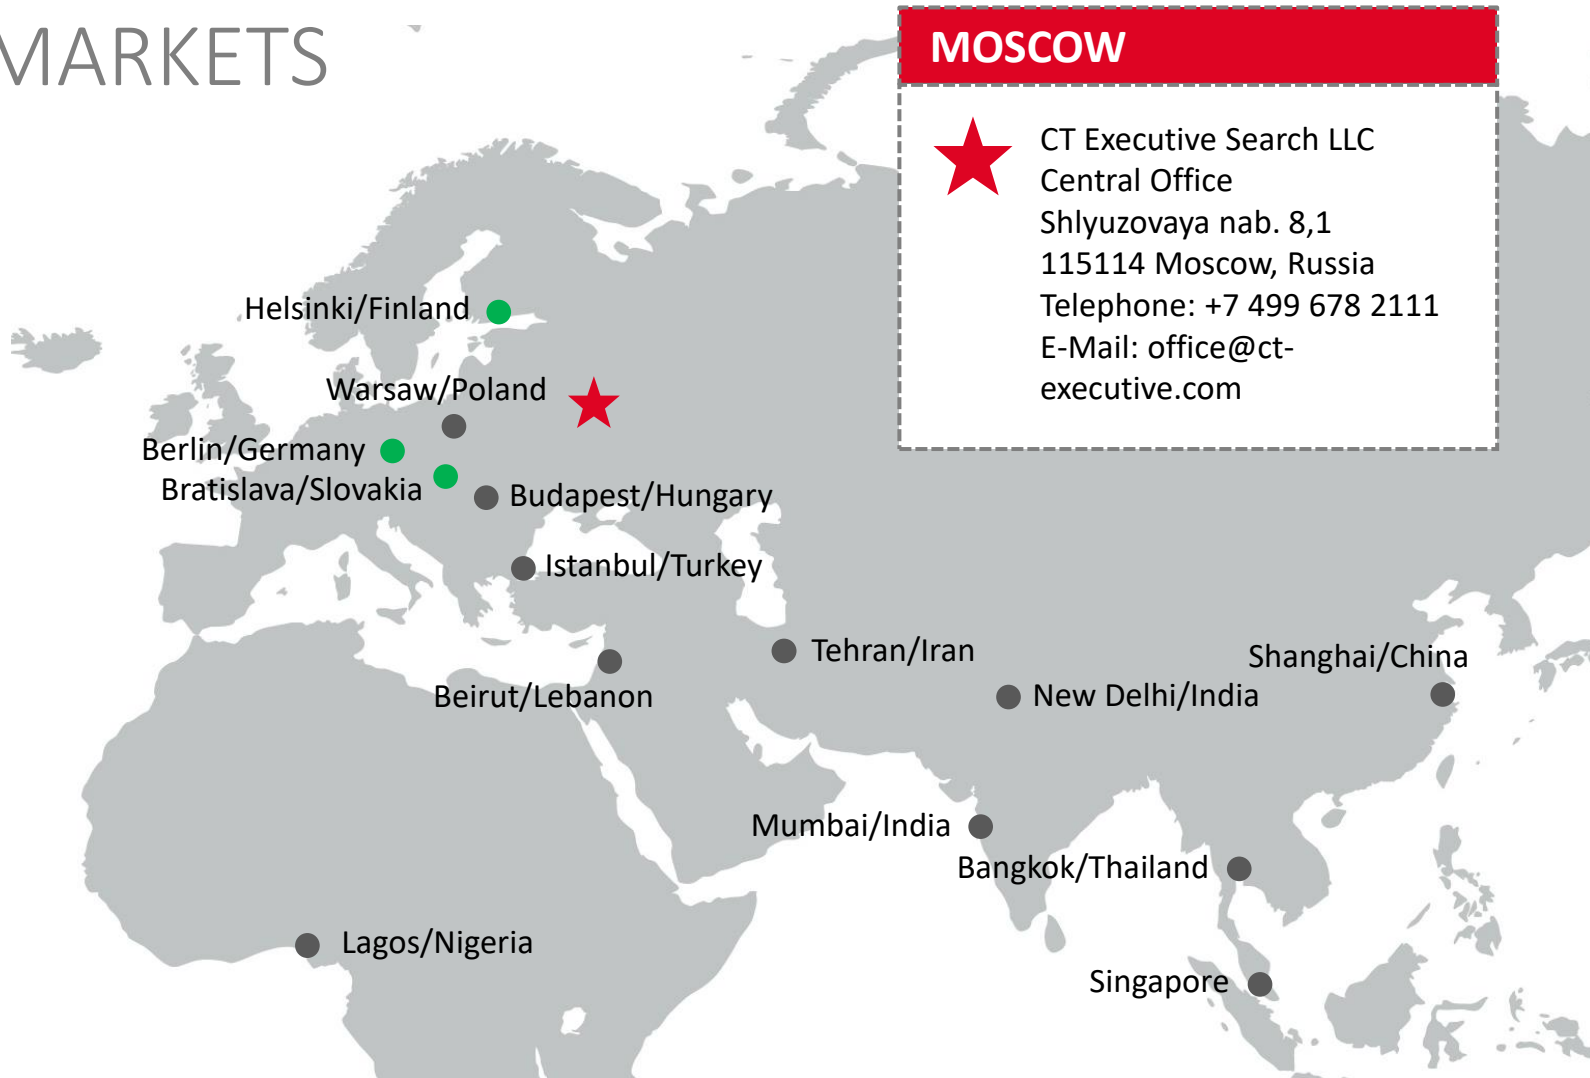 MARKETS
MOSCOW
CT Executive Search LLC
Central Office
Shlyuzovaya nab. 8,1
115114 Moscow, Russia
Telephone: +7 499 678 2111
E-Mail: office@ct-
executive.com
Helsinki/Finland
Warsaw/Poland
Berlin/Germany
Bratislava/Slovakia
Budapest/Hungary
Istanbul/Turkey
Tehran/Iran
Shanghai/China
Beirut/Lebanon
New Delhi/India
Mumbai/India
Bangkok/Thailand
Lagos/Nigeria
Singapore